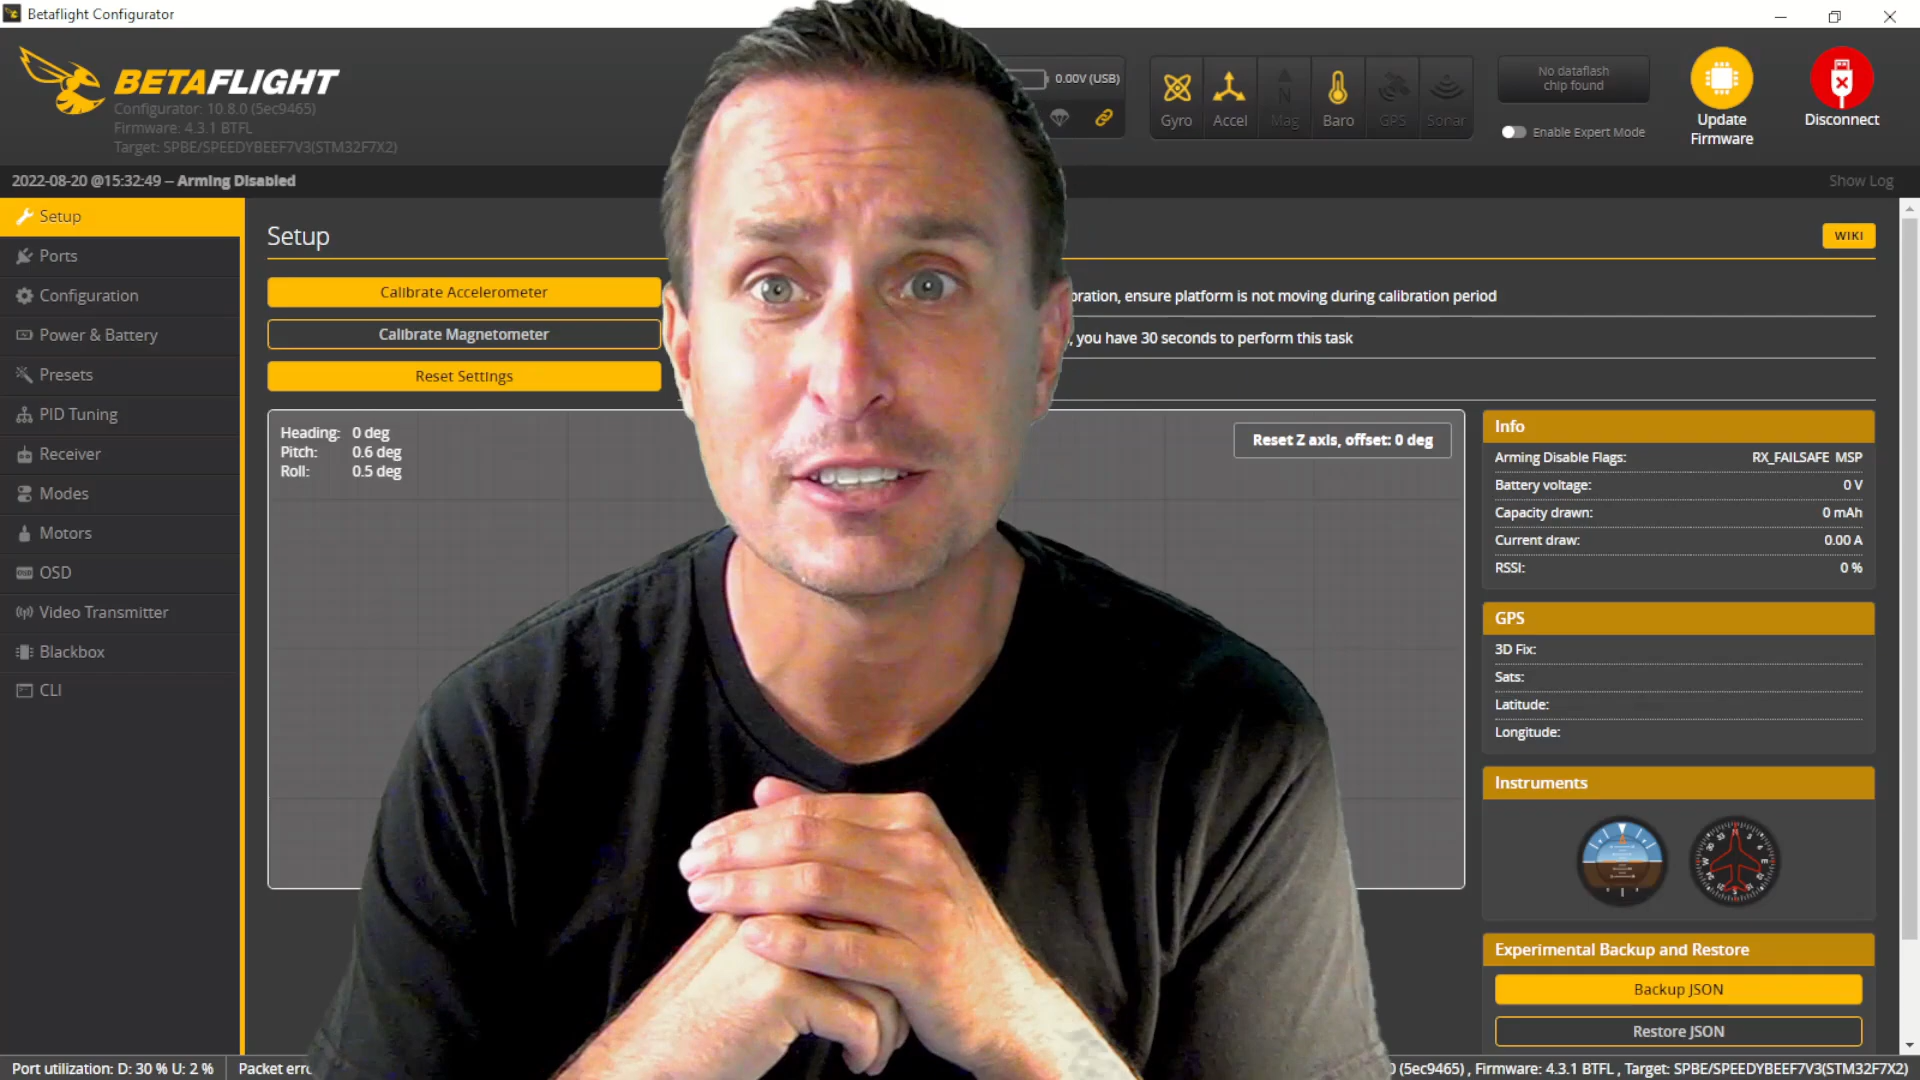 Betaflight Configurator
BETAFLIGHT
Configurator: 10.8.0 (5ec9465)
Firmware: 4.3.1 BTFL
Target: SPBE/SPEEDYBEEF7V3(STM32F7X2)
0.00V (USB)
Gyro
Accel
Mag
Baro
GPS
Sonar
No dataflash
chip found
Enable Expert Mode
Update
Firmware
Disconnect
2022-08-20 @15:32:49 -- Arming Disabled
Show Log
Setup
Ports
Configuration
Power & Battery
Presets
PID Tuning
Receiver
Modes
Motors
OSD
Video Transmitter
Blackbox
CLI
Setup
WIKI
Calibrate Accelerometer
, ensure platform is not moving during calibration period
Calibrate Magnetometer
, you have 30 seconds to perform this task
Reset Settings
Heading: 0 deg
Pitch: 0.6 deg
Roll: 0.5 deg
Reset Z axis, offset: 0 deg
Info
Arming Disable Flags: RX_FAILSAFE MSP
Battery voltage: 0 V
Capacity drawn: 0 mAh
Current draw: 0.00 A
RSSI: 0 %
GPS
3D Fix:
Sats:
Latitude:
Longitude:
Instruments
Experimental Backup and Restore
Backup JSON
Restore JSON
Port utilization: D: 30 % U: 2 %
Packet erro
0 (5ec9465) , Firmware: 4.3.1 BTFL , Target: SPBE/SPEEDYBEEF7V3(STM32F7X2)